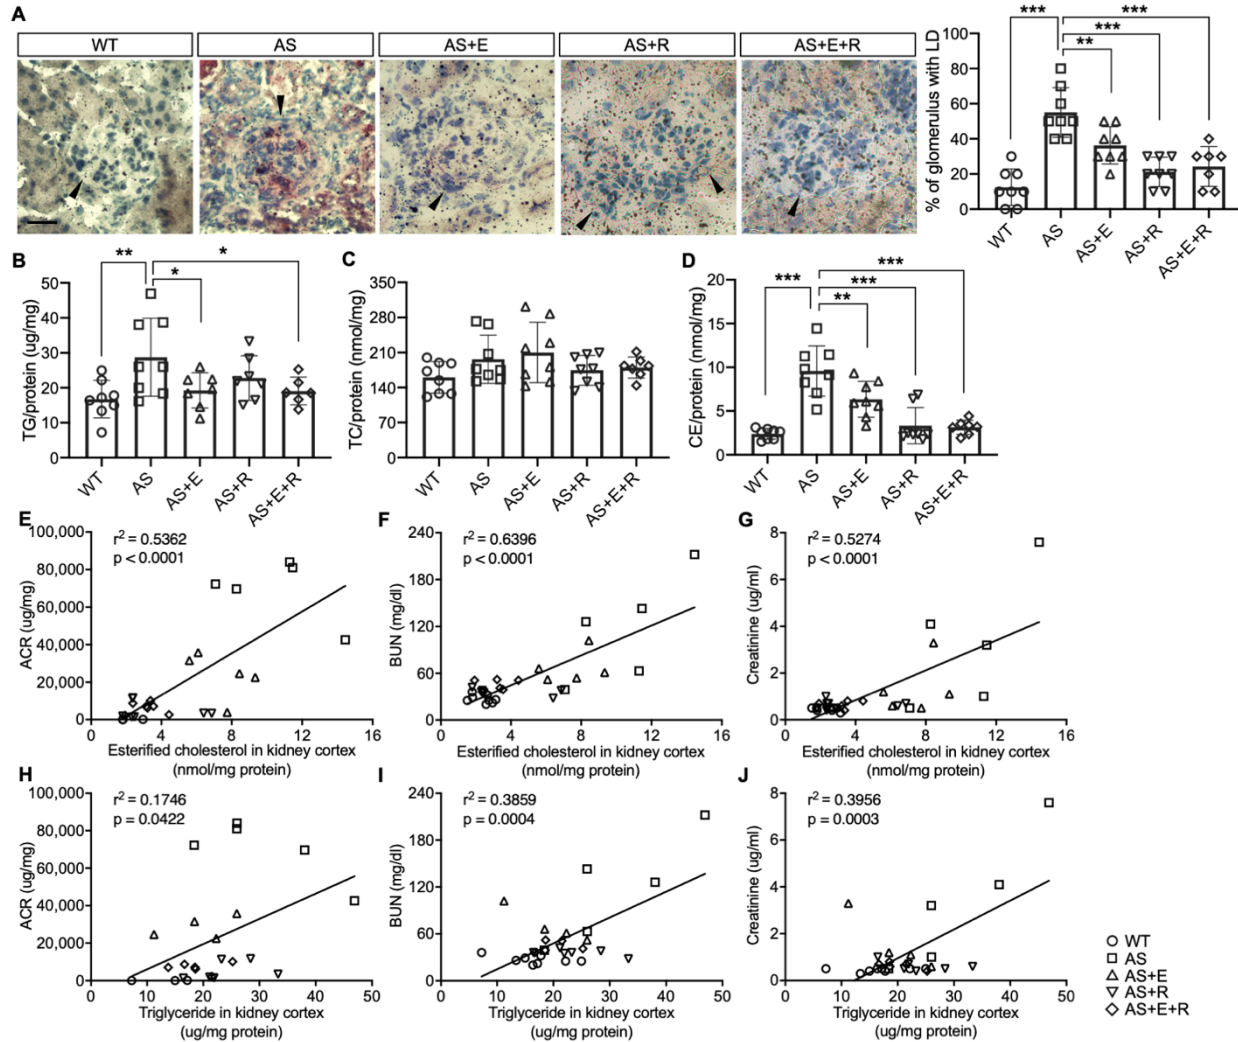 A
WT
AS
AS+E
AS+R
AS+E+R
% of glomerulus with LD
100
80
60
40
20
0
***
***
***
**
WT
AS
AS+E
AS+R
AS+E+R
B
TG/protein (ug/mg)
50
40
30
20
10
0
**
*
*
WT
AS
AS+E
AS+R
AS+E+R
C
TC/protein (nmol/mg)
350
280
210
140
70
0
WT
AS
AS+E
AS+R
AS+E+R
D
CE/protein (nmol/mg)
20
15
10
5
0
***
***
***
**
WT
AS
AS+E
AS+R
AS+E+R
E
ACR (ug/mg)
100,000
80,000
60,000
40,000
20,000
0
r² = 0.5362
p < 0.0001
0 4 8 12 16
Esterified cholesterol in kidney cortex
(nmol/mg protein)
F
BUN (mg/dl)
240
180
120
60
0
r² = 0.6396
p < 0.0001
0 4 8 12 16
Esterified cholesterol in kidney cortex
(nmol/mg protein)
G
Creatinine (ug/ml)
8
6
4
2
0
r² = 0.5274
p < 0.0001
0 4 8 12 16
Esterified cholesterol in kidney cortex
(nmol/mg protein)
H
ACR (ug/mg)
100,000
80,000
60,000
40,000
20,000
0
r² = 0.1746
p = 0.0422
0 10 20 30 40 50
Triglyceride in kidney cortex
(ug/mg protein)
I
BUN (mg/dl)
240
180
120
60
0
r² = 0.3859
p = 0.0004
0 10 20 30 40 50
Triglyceride in kidney cortex
(ug/mg protein)
J
Creatinine (ug/ml)
8
6
4
2
0
r² = 0.3956
p = 0.0003
0 10 20 30 40 50
Triglyceride in kidney cortex
(ug/mg protein)
WT
AS
AS+E
AS+R
AS+E+R